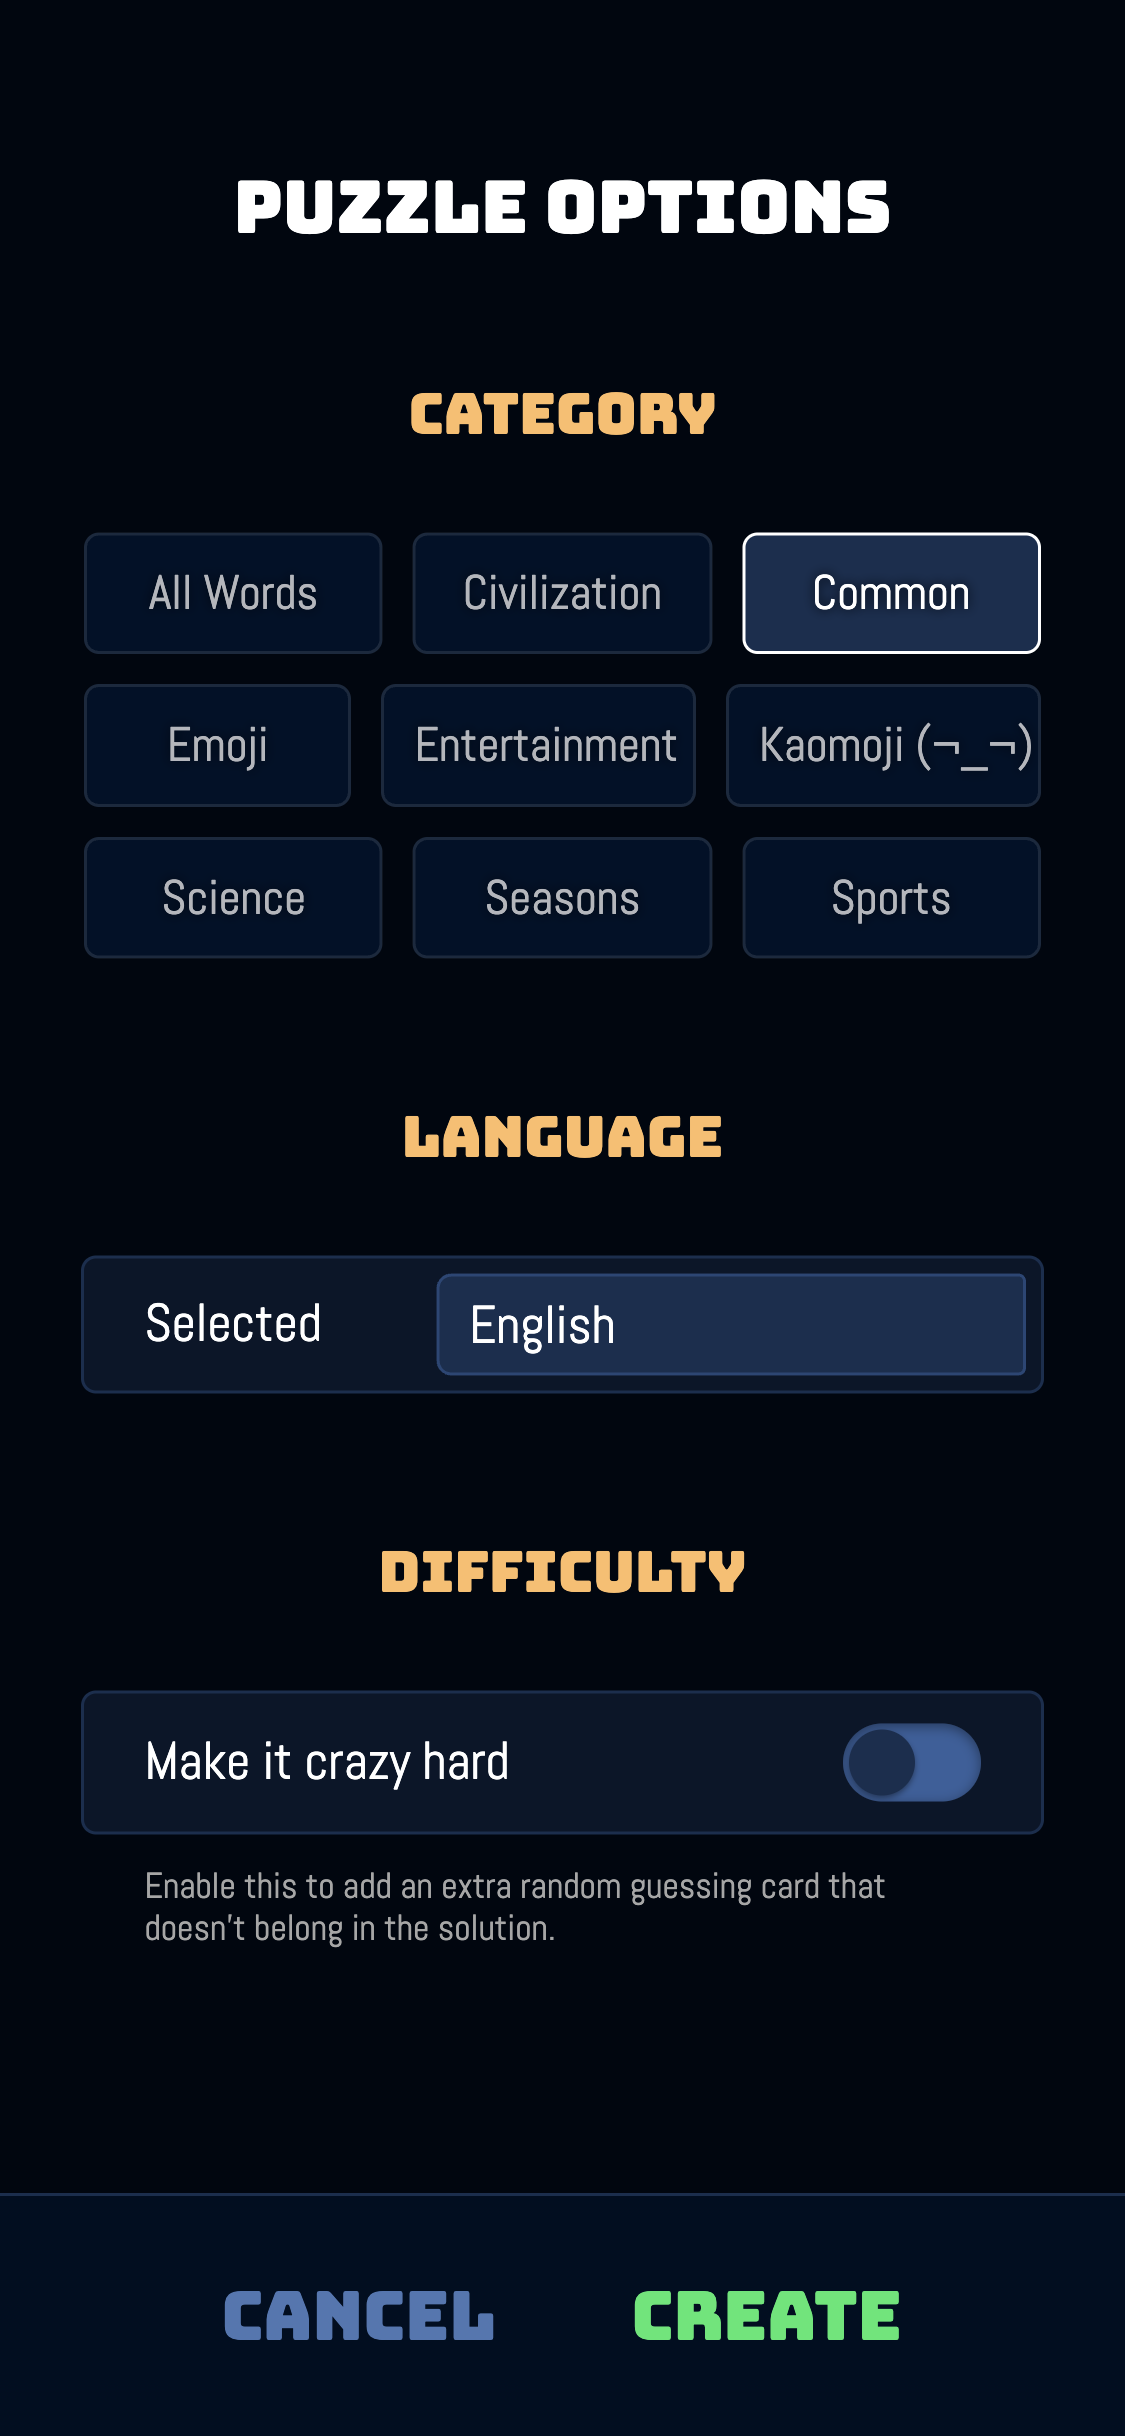 PUZZLE OPTIONS
CATEGORY
All Words Civilization Common
Emoji Entertainment Kaomoji (¬_¬)
Science Seasons Sports
LANGUAGE
Selected English
DIFFICULTY
Make it crazy hard
Enable this to add an extra random guessing card that
doesn't belong in the solution.
CANCEL CREATE